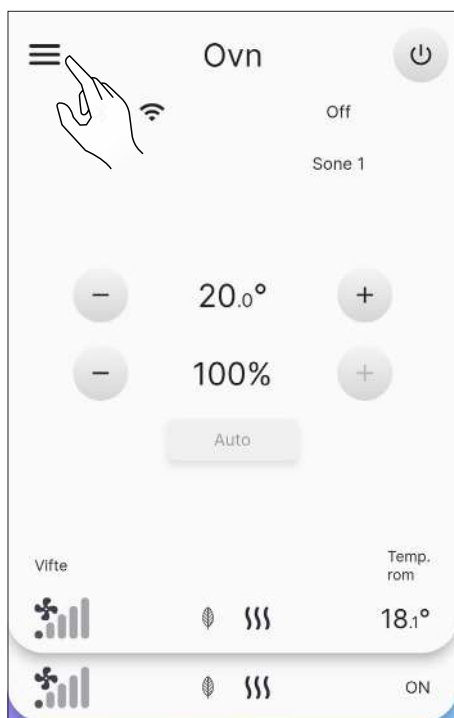 Ovn
Off
Sone 1
− 20.0° +
− 100% +
Auto
Vifte
Temp.
rom
18.1°
ON